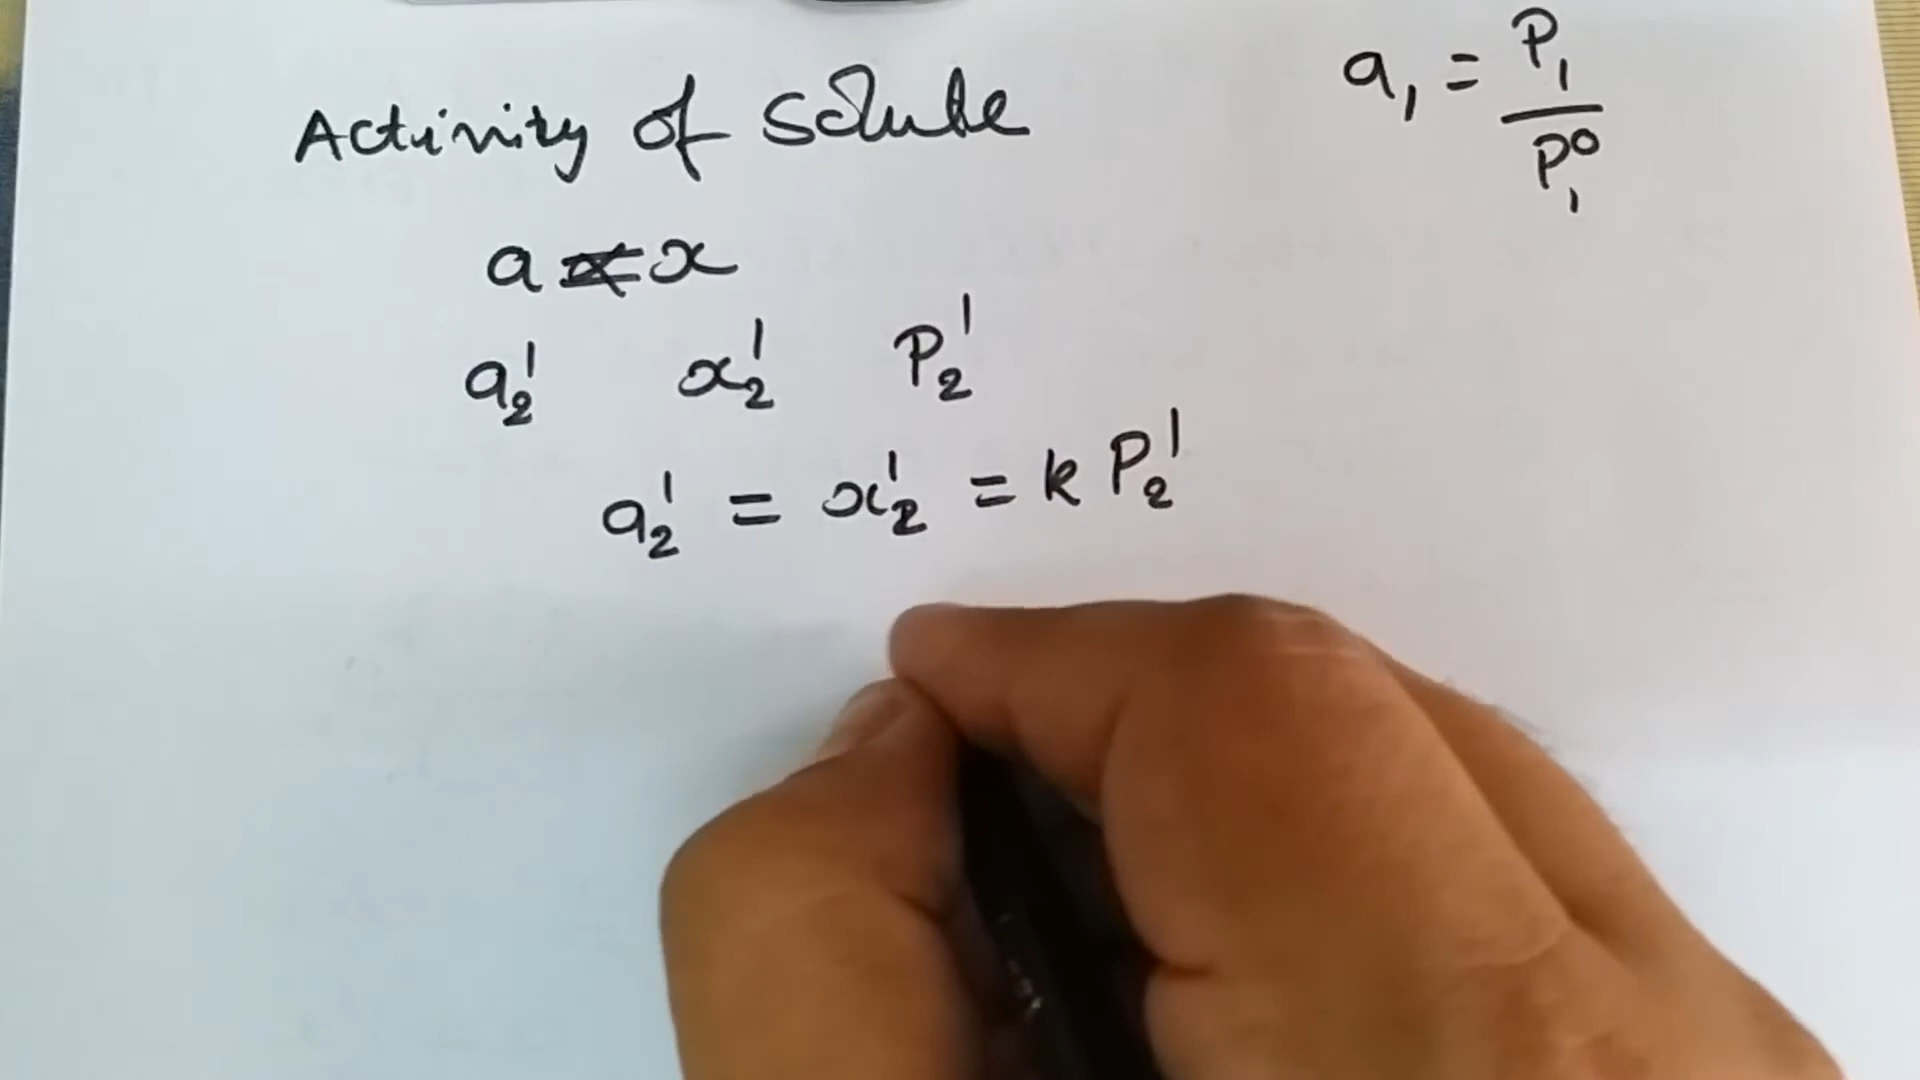 Activity of Solute
a₁ = P₁ / P₁⁰
a = x
a₂' x₂' P₂'
a₂' = x₂' = k P₂'